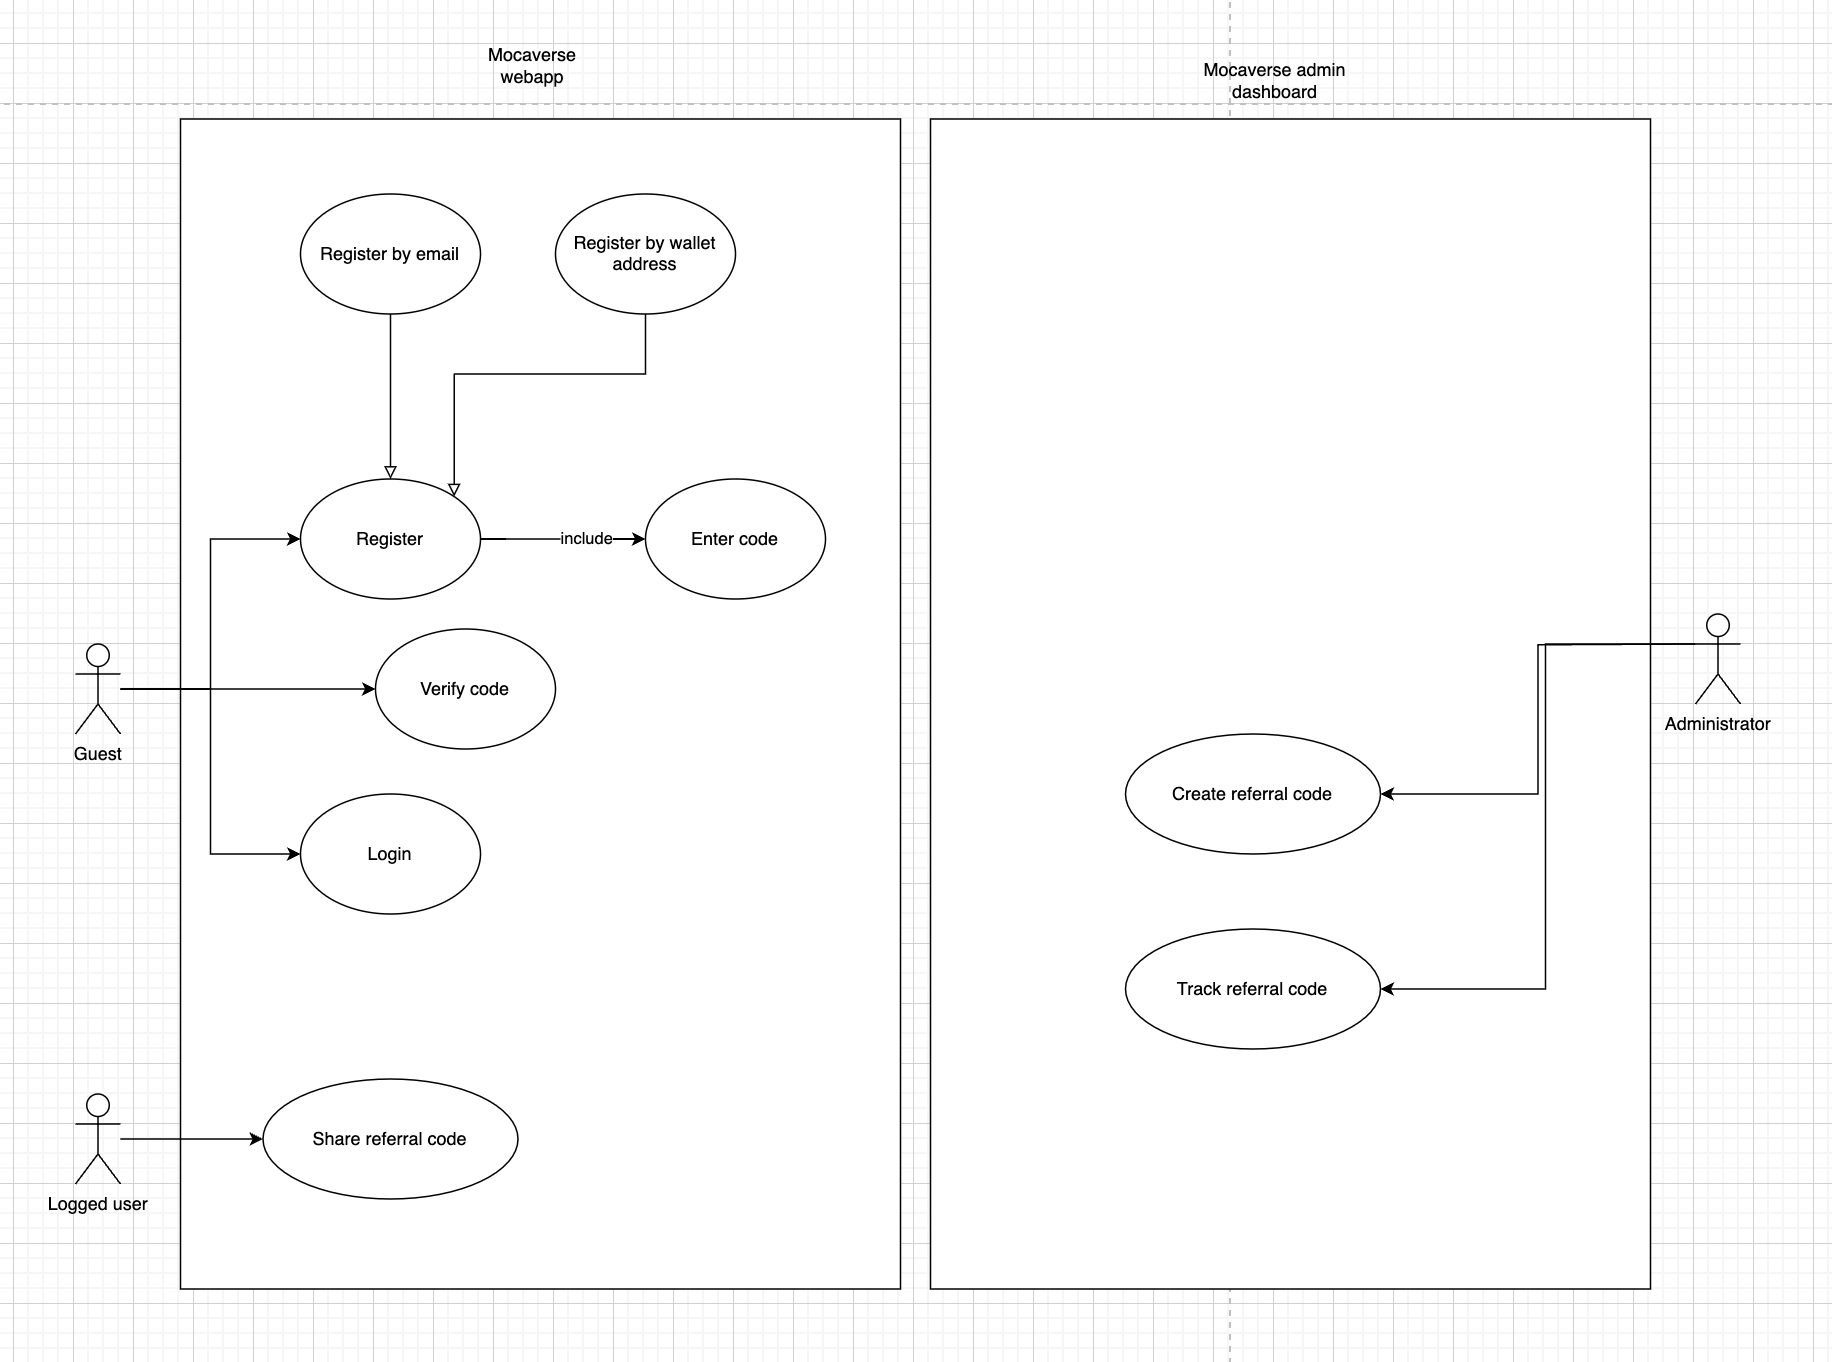 Mocaverse
webapp
Mocaverse admin
dashboard
Register by email
Register by wallet
address
Register
include
Enter code
Verify code
Guest
Login
Logged user
Share referral code
Administrator
Create referral code
Track referral code